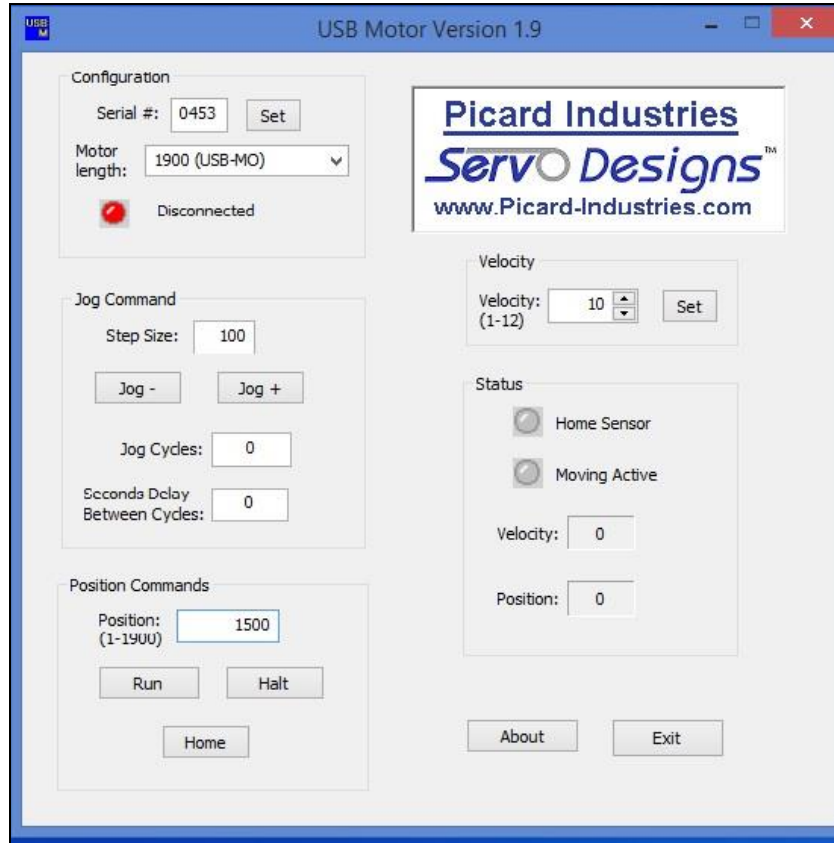 USB
M
USB Motor Version 1.9
Configuration
Serial #: 0453 Set
Motor
length: 1900 (USB-MO)
Disconnected
Picard Industries
Servo Designs™
www.Picard-Industries.com
Velocity
Velocity: 10 Set
(1-12)
Jog Command
Step Size: 100
Jog - Jog +
Jog Cycles: 0
Seconds Delay
Between Cycles: 0
Status
Home Sensor
Moving Active
Velocity: 0
Position: 0
Position Commands
Position: 1500
(1-1900)
Run Halt
Home
About Exit